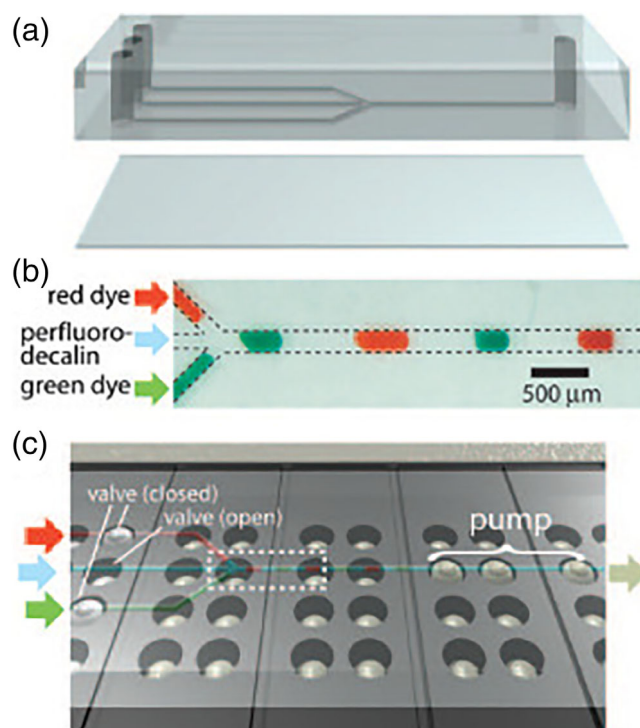 (a)
(b)
red dye
perfluoro-
decalin
green dye
500 μm
(c)
valve (closed)
valve (open)
pump